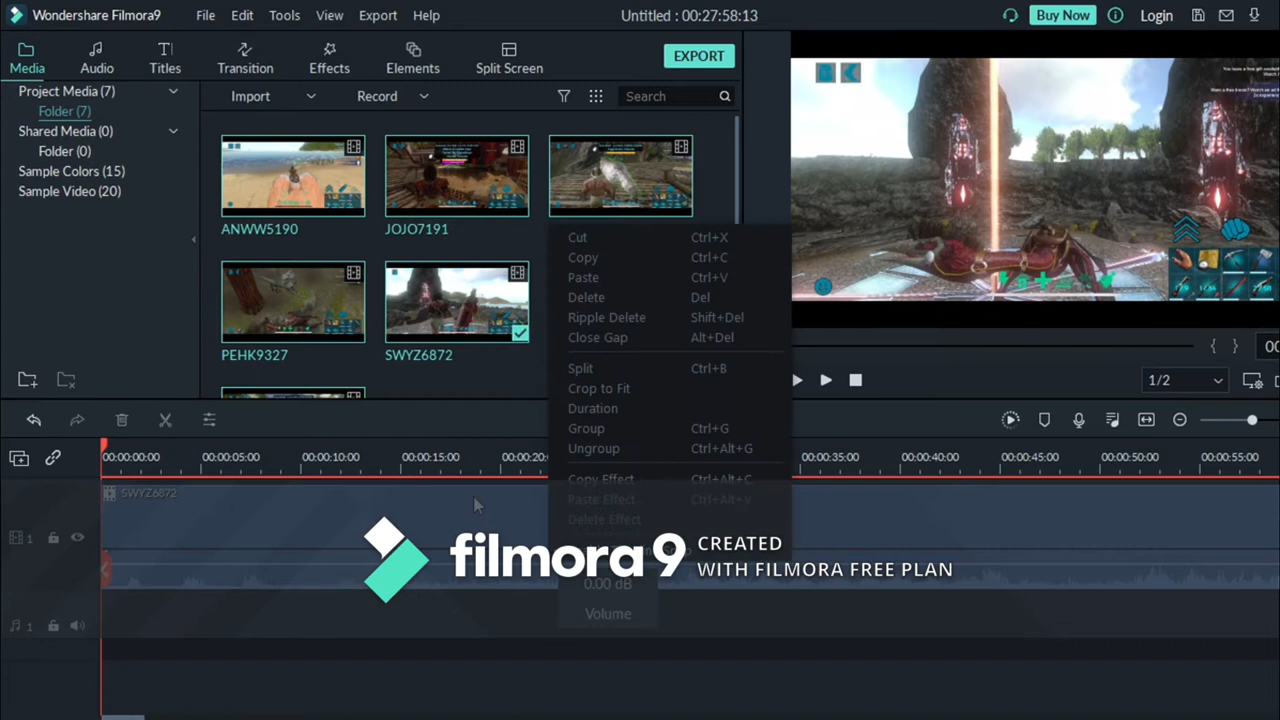 Wondershare Filmora9 File Edit Tools View Export Help Untitled : 00:27:58:13 Buy Now Login
Media Audio Titles Transition Effects Elements Split Screen EXPORT
Project Media (7)
Folder (7)
Shared Media (0)
Folder (0)
Sample Colors (15)
Sample Video (20)
Import Record Search
ANWW5190 JOJO7191
PEHK9327 SWYZ6872
Cut Ctrl+X
Copy Ctrl+C
Paste Ctrl+V
Delete Del
Ripple Delete Shift+Del
Close Gap Alt+Del
Split Ctrl+B
Crop to Fit
Duration
Group Ctrl+G
Ungroup Ctrl+Alt+G
Copy Effect Ctrl+Alt+C
Paste Effect Ctrl+Alt+V
Delete Effect
0.00 dB
Volume
1/2
00:00:00:00 00:00:05:00 00:00:10:00 00:00:15:00 00:00:20: 00:00:35:00 00:00:40:00 00:00:50:00 00:00:55:00
SWYZ6872
1
1
filmora9 CREATED
WITH FILMORA FREE PLAN